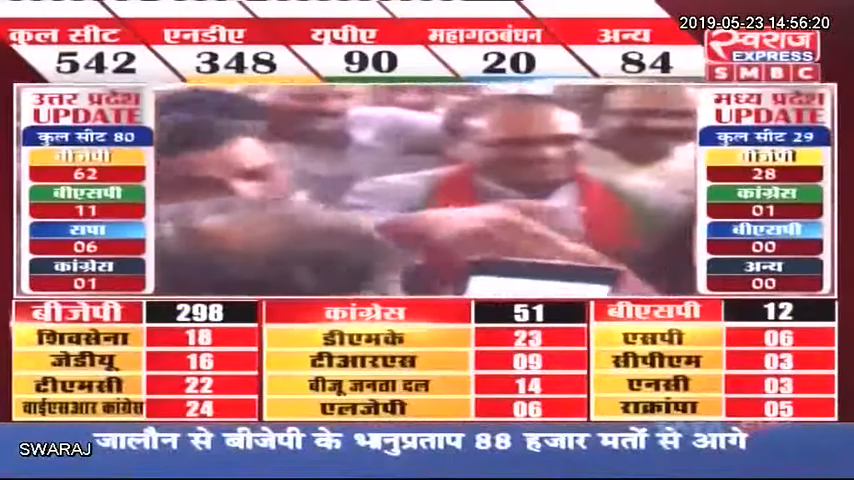 2019-05-23 14:56:20
कुल सीट एनडीए यूपीए महागठबंधन अन्य
542 348 90 20 84
स्वराज
EXPRESS
SMBC
उत्तर प्रदेश
UPDATE
कुल सीट 80
बीजेपी
62
बीएसपी
11
सपा
06
कांग्रेस
01
मध्य प्रदेश
UPDATE
कुल सीट 29
बीजेपी
28
कांग्रेस
01
बीएसपी
00
अन्य
00
बीजेपी 298 कांग्रेस 51 बीएसपी 12
शिवसेना 18 डीएमके 23 एसपी 06
जेडीयू 16 टीआरएस 09 सीपीएम 03
टीएमसी 22 बीजू जनता दल 14 एनसी 03
वाईएसआर कांग्रेस 24 एलजेपी 06 राकांपा 05
जालौन से बीजेपी के भानुप्रताप 88 हजार मतों से आगे
SWARAJ